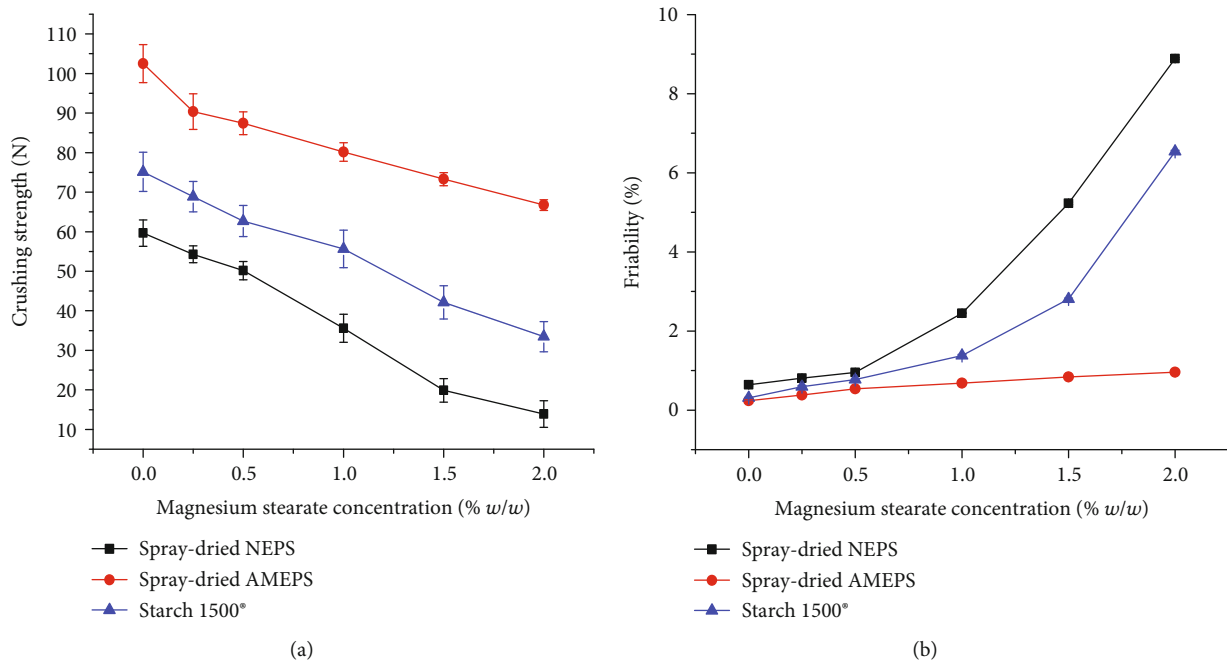 110
100
90
80
70
60
50
40
30
20
10
Crushing strength (N)
0.0 0.5 1.0 1.5 2.0
Magnesium stearate concentration (% w/w)
Spray-dried NEPS
Spray-dried AMEPS
Starch 1500®
(a)
10
8
6
4
2
0
Friability (%)
0.0 0.5 1.0 1.5 2.0
Magnesium stearate concentration (% w/w)
Spray-dried NEPS
Spray-dried AMEPS
Starch 1500®
(b)